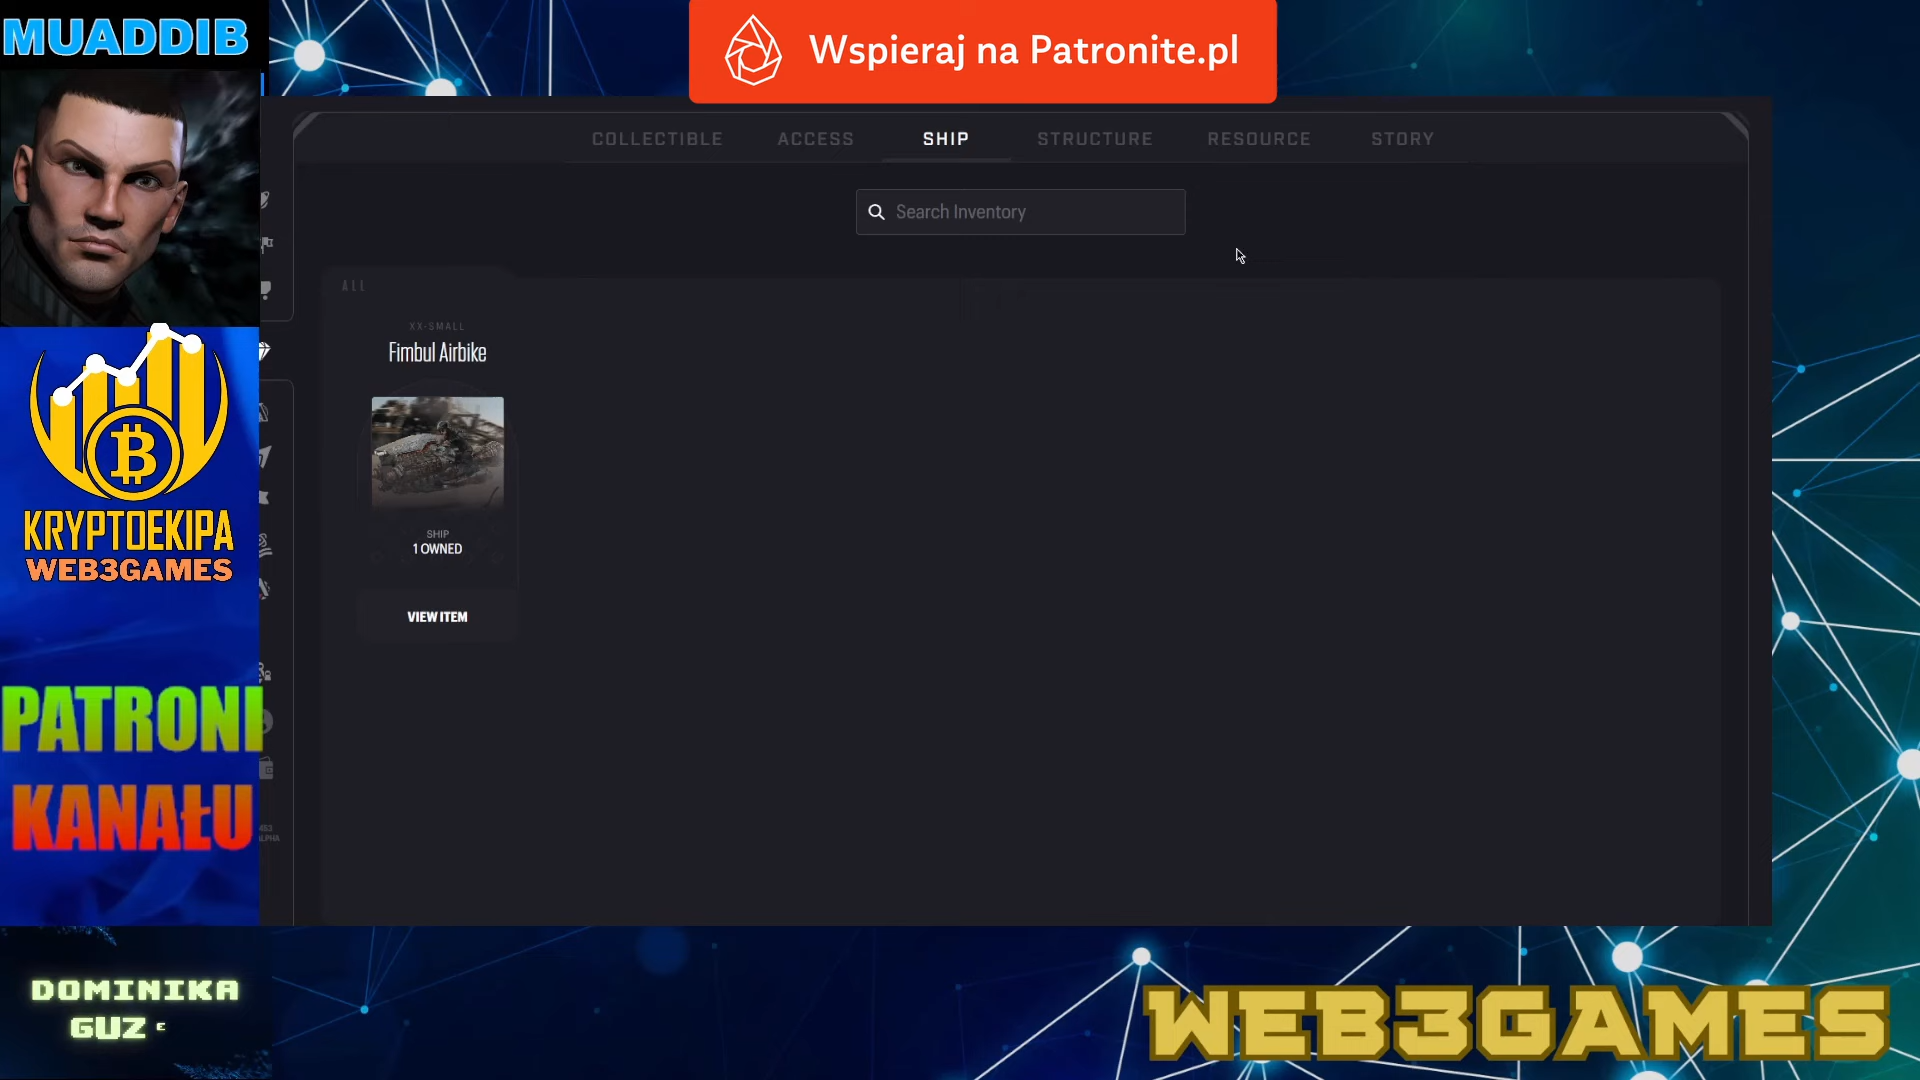 MUADDIB
Wspieraj na Patronite.pl
COLLECTIBLE ACCESS SHIP STRUCTURE RESOURCE STORY
Search Inventory
ALL
XX-SMALL
Fimbul Airbike
SHIP
1 OWNED
VIEW ITEM
KRYPTOEKIPA
WEB3GAMES
PATRONI
KANAŁU
DOMINIKA
GUZ E
WEB3GAMES